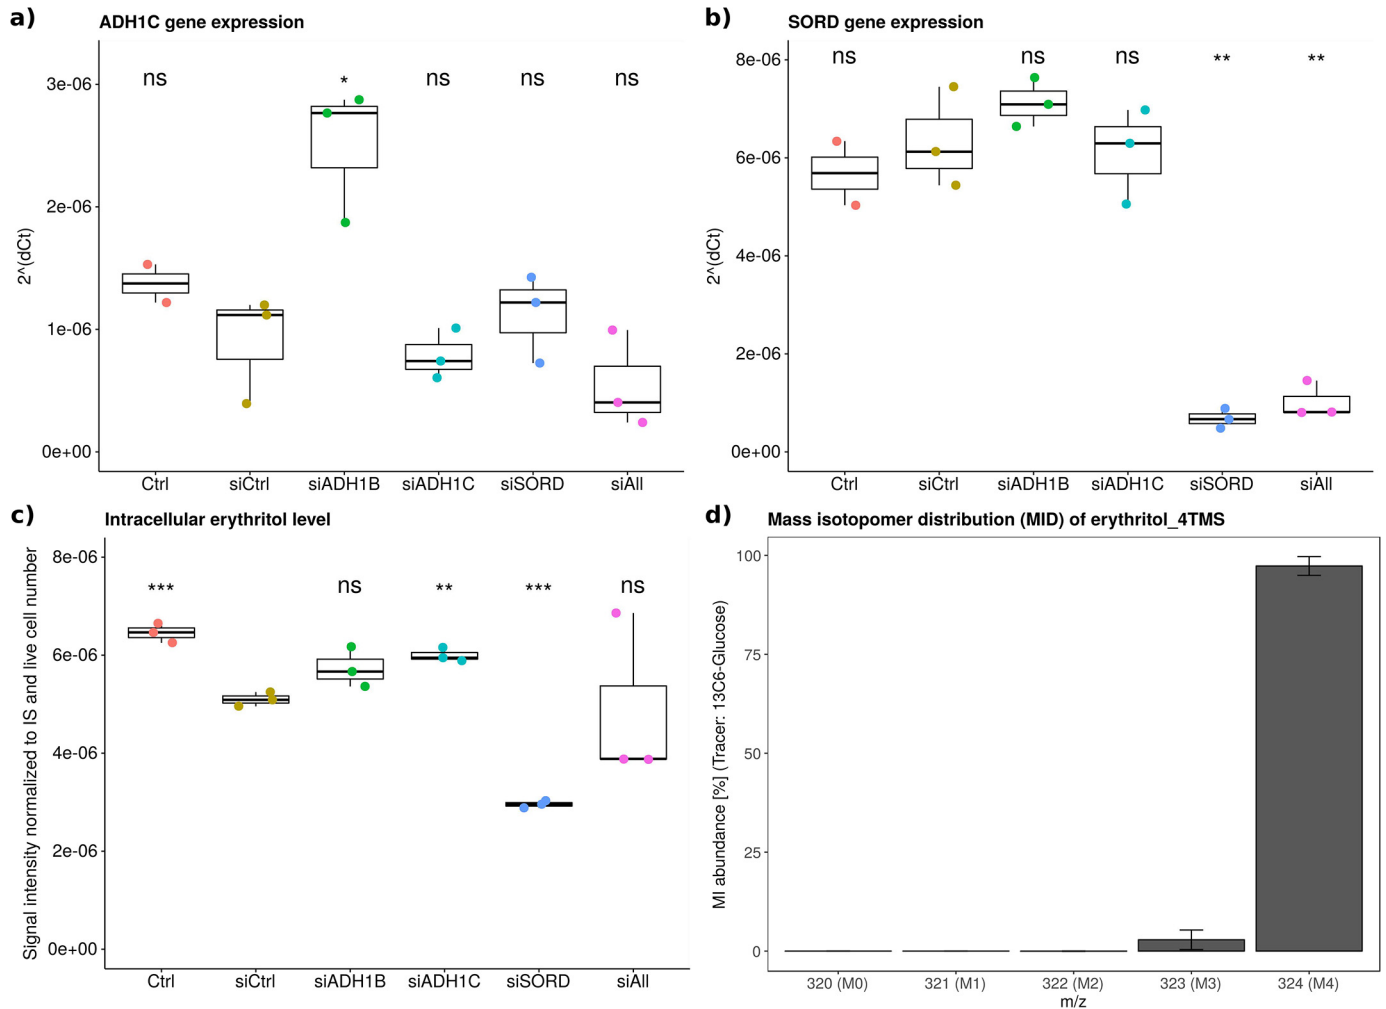 a) ADH1C gene expression
ns * ns ns ns
3e-06
2e-06
1e-06
0e+00
2^(dCt)
Ctrl siCtrl siADH1B siADH1C siSORD siAll
b) SORD gene expression
ns ns ns ** **
8e-06
6e-06
4e-06
2e-06
0e+00
2^(dCt)
Ctrl siCtrl siADH1B siADH1C siSORD siAll
c) Intracellular erythritol level
*** ns ** *** ns
8e-06
6e-06
4e-06
2e-06
0e+00
Signal intensity normalized to IS and live cell number
Ctrl siCtrl siADH1B siADH1C siSORD siAll
d) Mass isotopomer distribution (MID) of erythritol_4TMS
100
75
50
25
0
MI abundance [%] (Tracer: 13C6-Glucose)
320 (M0) 321 (M1) 322 (M2) 323 (M3) 324 (M4)
m/z